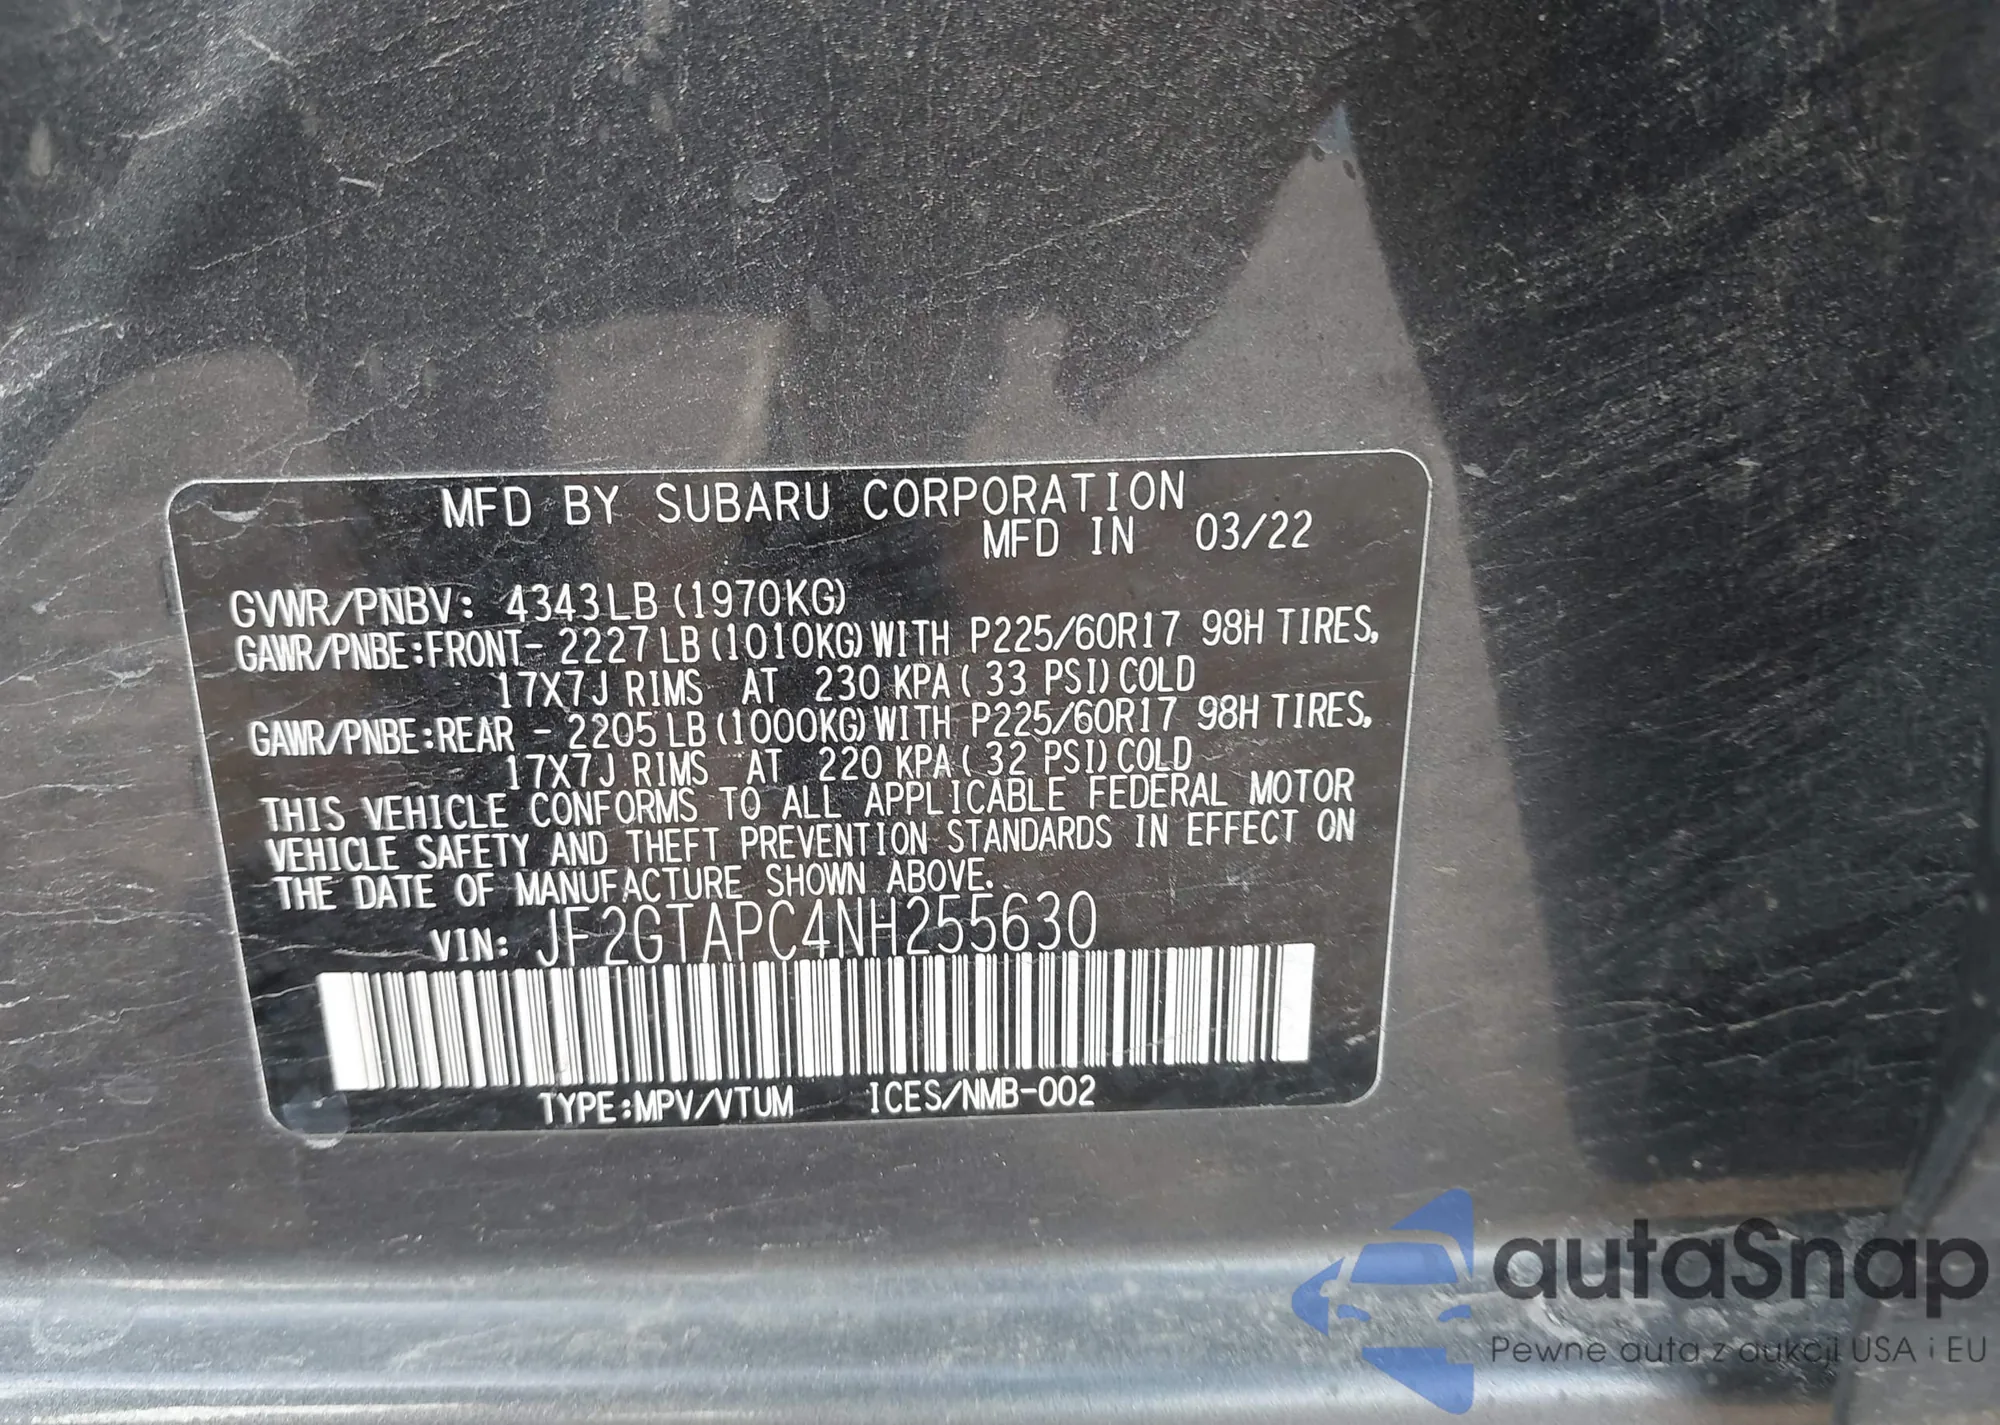 MFD BY SUBARU CORPORATION
MFD IN 03/22
GVWR/PNBV: 4343LB (1970KG)
GAWR/PNBE:FRONT- 2227 LB (1010KG) WITH P225/60R17 98H TIRES,
17X7J RIMS AT 230 KPA ( 33 PSI) COLD
GAWR/PNBE:REAR - 2205 LB (1000KG) WITH P225/60R17 98H TIRES,
17X7J RIMS AT 220 KPA ( 32 PSI) COLD
THIS VEHICLE CONFORMS TO ALL APPLICABLE FEDERAL MOTOR
VEHICLE SAFETY AND THEFT PREVENTION STANDARDS IN EFFECT ON
THE DATE OF MANUFACTURE SHOWN ABOVE.
VIN: JF2GTAPC4NH255630
TYPE:MPV/VTUM ICES/NMB-002
autaSnap
Pewne auta z aukcji USA i EU